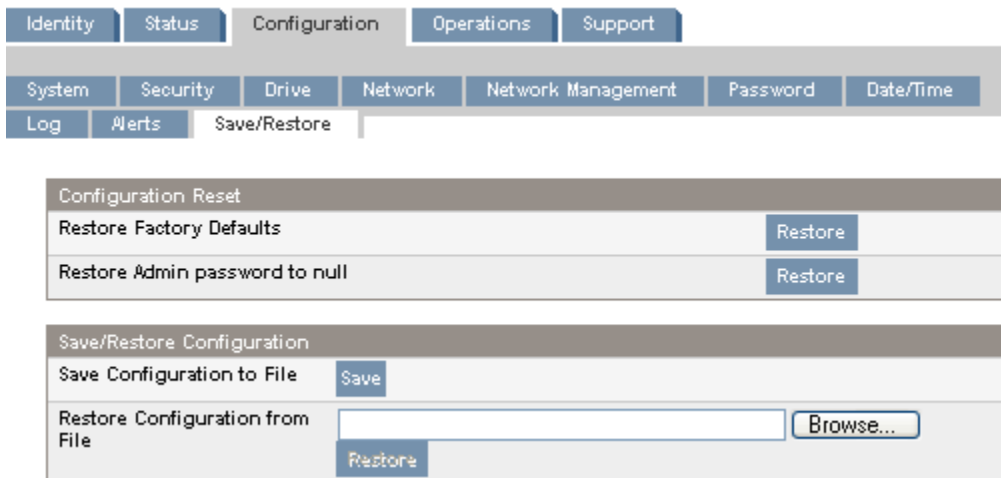 Identity Status Configuration Operations Support
System Security Drive Network Network Management Password Date/Time
Log Alerts Save/Restore
Configuration Reset
Restore Factory Defaults Restore
Restore Admin password to null Restore
Save/Restore Configuration
Save Configuration to File Save
Restore Configuration from File Browse...
Restore